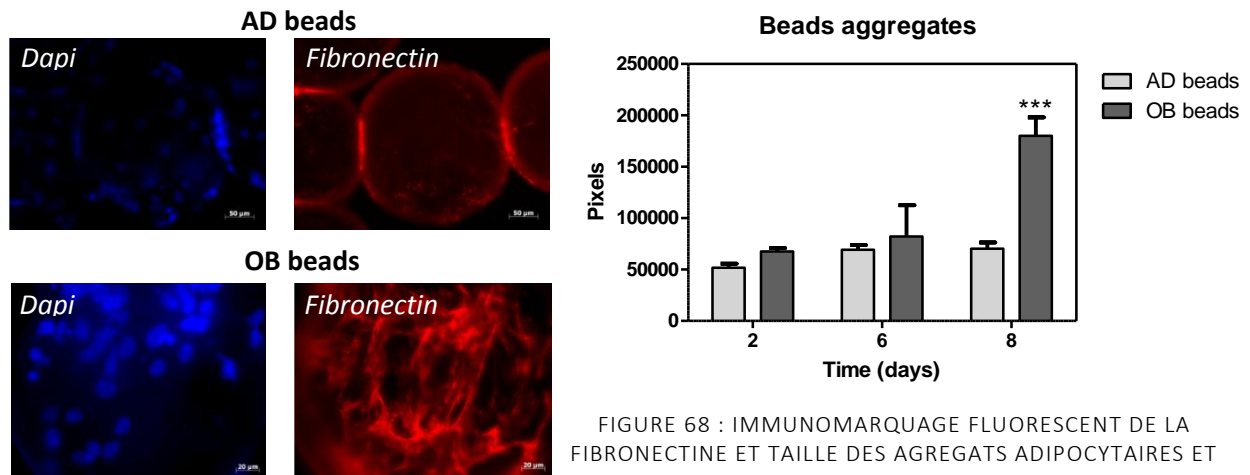 AD beads
Dapi
Fibronectin
50 µm
50 µm
OB beads
Dapi
Fibronectin
20 µm
20 µm
Beads aggregates
250000
200000
150000
100000
50000
0
Pixels
***
2 6 8
Time (days)
AD beads
OB beads
FIGURE 68 : IMMUNOMARQUAGE FLUORESCENT DE LA
FIBRONECTINE ET TAILLE DES AGREGATS ADIPOCYTAIRES ET